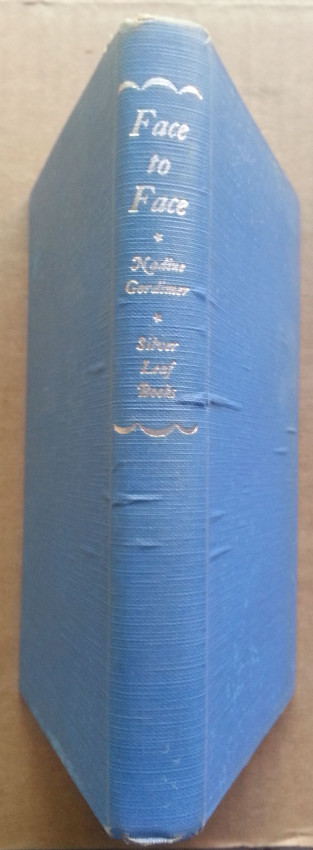 Face
to
Face
Nadine
Gordimer
Silver
Leaf
Books